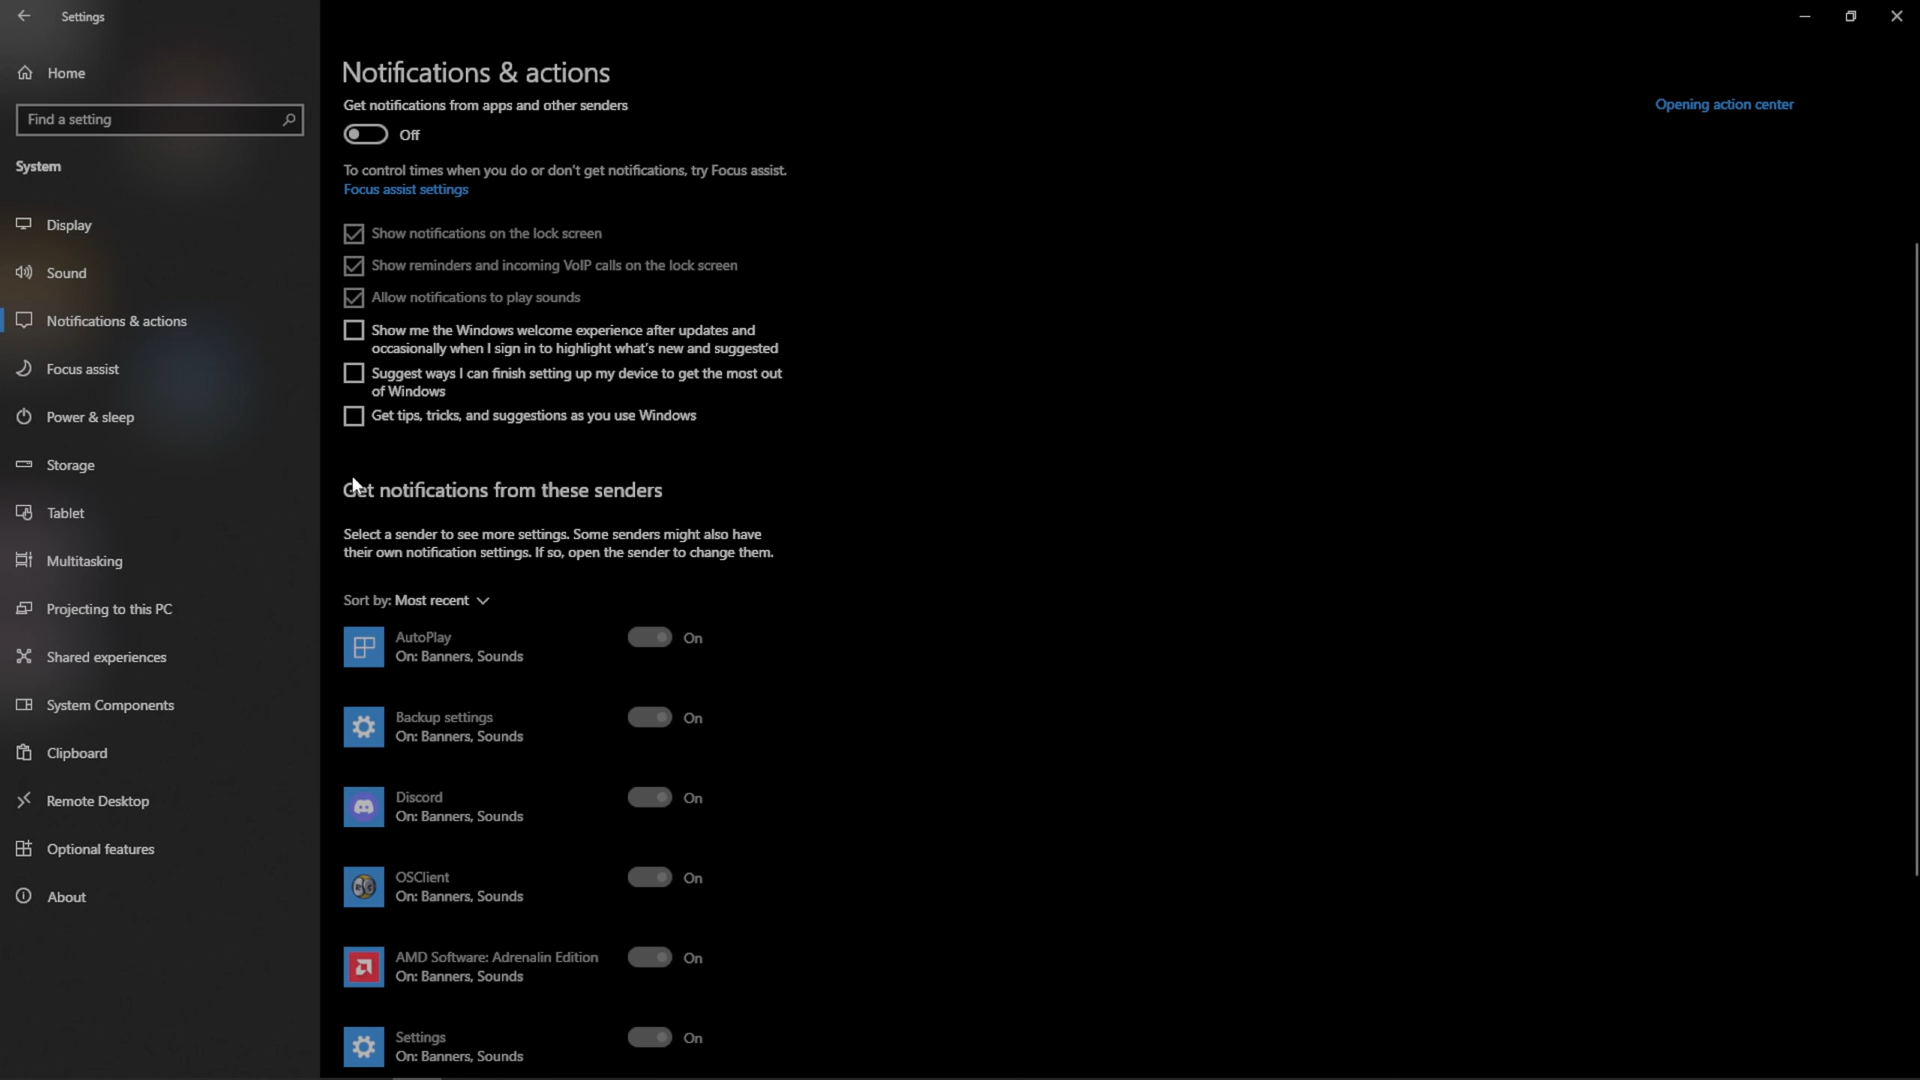 Settings
Home
Find a setting
System
Display
Sound
Notifications & actions
Focus assist
Power & sleep
Storage
Tablet
Multitasking
Projecting to this PC
Shared experiences
System Components
Clipboard
Remote Desktop
Optional features
About
Notifications & actions
Get notifications from apps and other senders
Off
To control times when you do or don't get notifications, try Focus assist.
Focus assist settings
Show notifications on the lock screen
Show reminders and incoming VoIP calls on the lock screen
Allow notifications to play sounds
Show me the Windows welcome experience after updates and
occasionally when I sign in to highlight what's new and suggested
Suggest ways I can finish setting up my device to get the most out
of Windows
Get tips, tricks, and suggestions as you use Windows
Get notifications from these senders
Select a sender to see more settings. Some senders might also have
their own notification settings. If so, open the sender to change them.
Sort by: Most recent
AutoPlay
On: Banners, Sounds
On
Backup settings
On: Banners, Sounds
On
Discord
On: Banners, Sounds
On
OSClient
On: Banners, Sounds
On
AMD Software: Adrenalin Edition
On: Banners, Sounds
On
Settings
On: Banners, Sounds
On
Opening action center